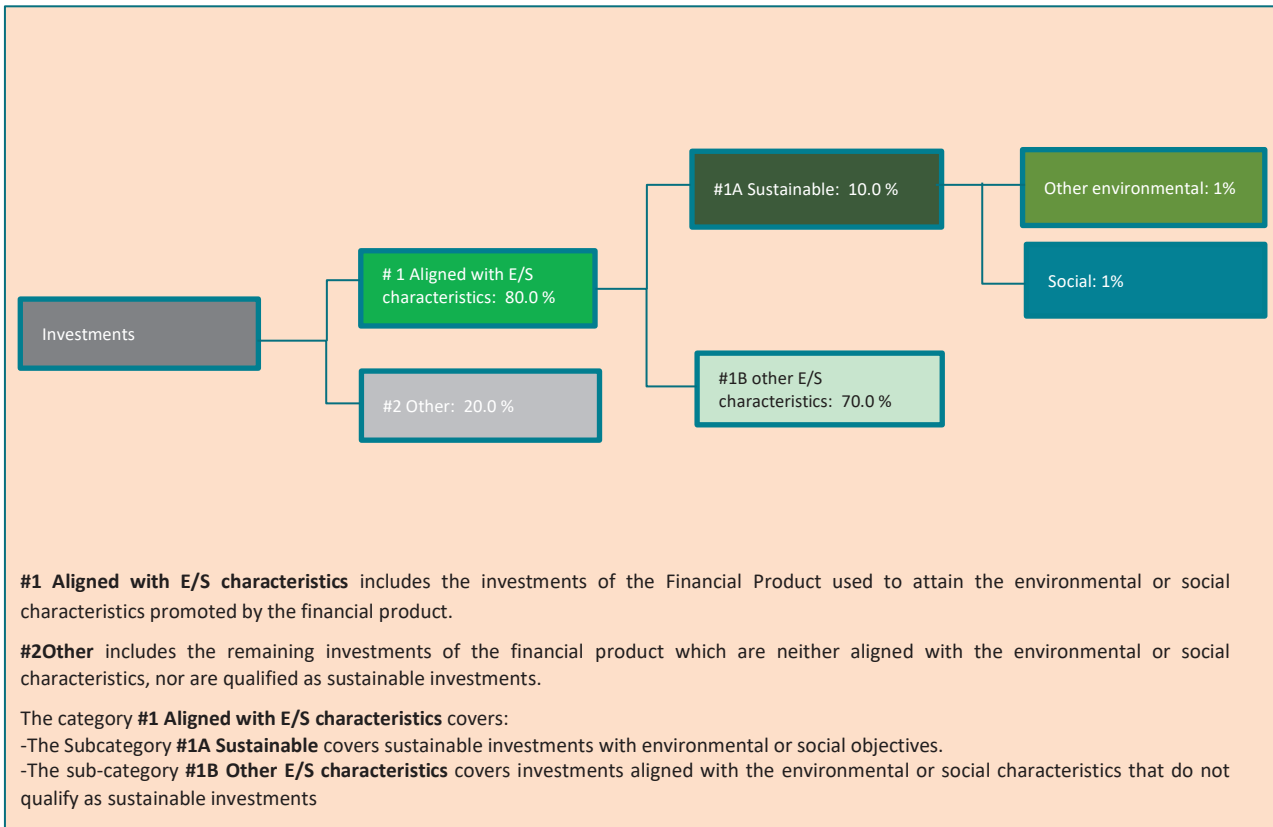 #1A Sustainable: 10.0 %
Other environmental: 1%
# 1 Aligned with E/S
characteristics: 80.0 %
Social: 1%
Investments
#1B other E/S
characteristics: 70.0 %
#2 Other: 20.0 %
#1 Aligned with E/S characteristics includes the investments of the Financial Product used to attain the environmental or social
characteristics promoted by the financial product.
#2Other includes the remaining investments of the financial product which are neither aligned with the environmental or social
characteristics, nor are qualified as sustainable investments.
The category #1 Aligned with E/S characteristics covers:
-The Subcategory #1A Sustainable covers sustainable investments with environmental or social objectives.
-The sub-category #1B Other E/S characteristics covers investments aligned with the environmental or social characteristics that do not
qualify as sustainable investments